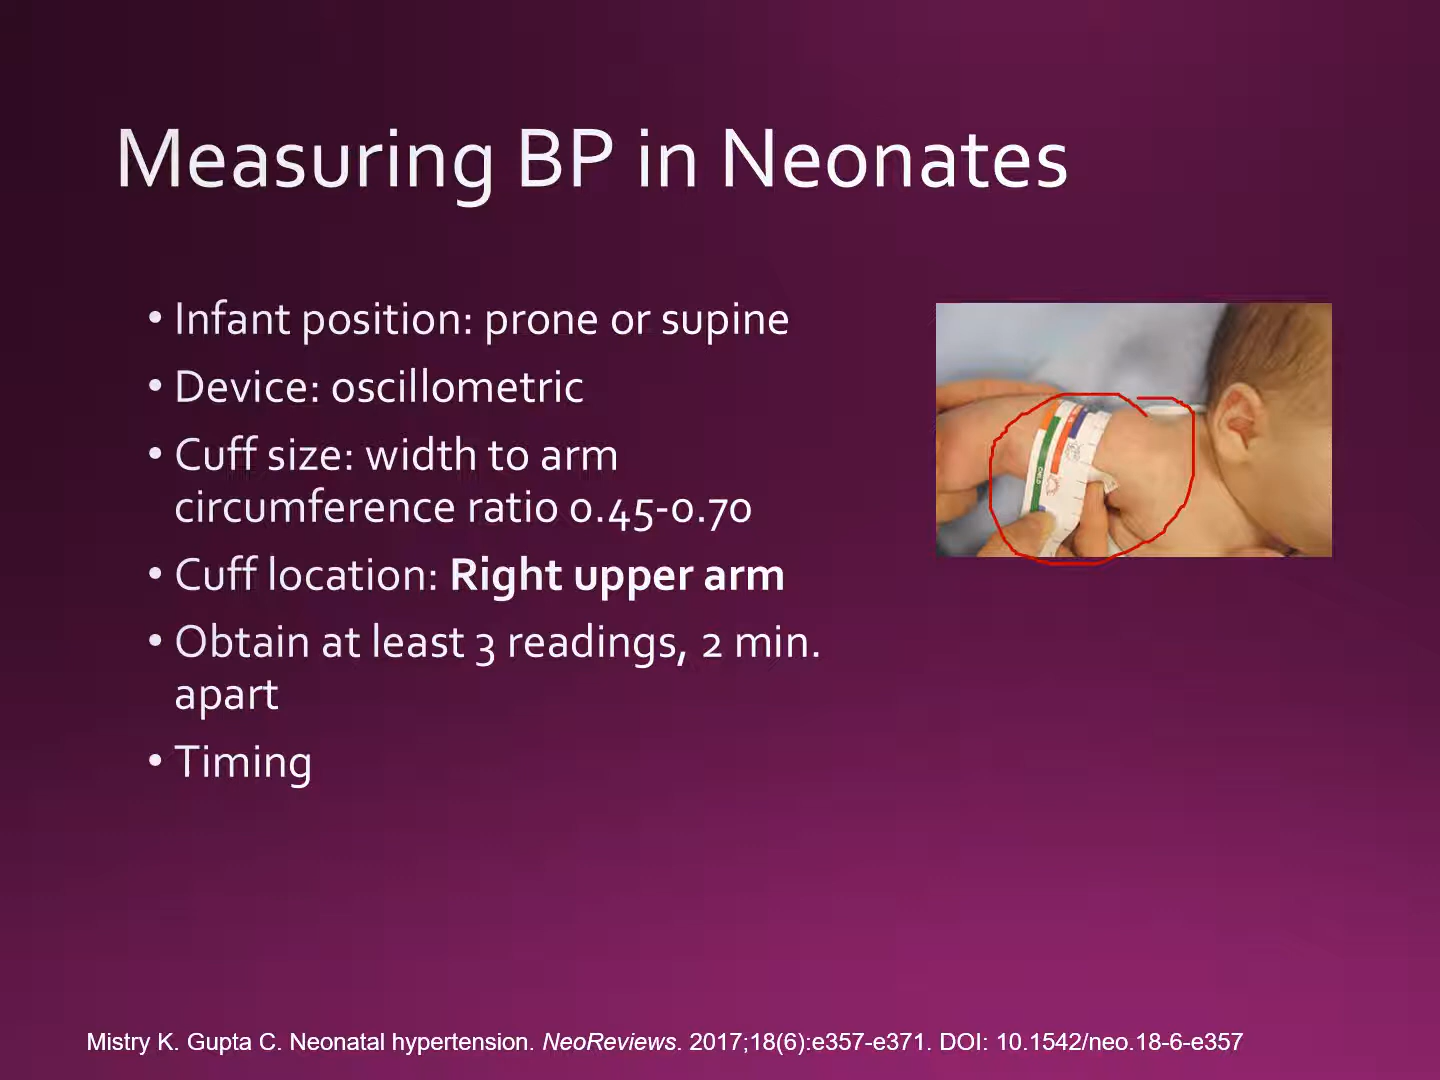 Measuring BP in Neonates
• Infant position: prone or supine
• Device: oscillometric
• Cuff size: width to arm
circumference ratio 0.45-0.70
• Cuff location: Right upper arm
• Obtain at least 3 readings, 2 min.
apart
• Timing
CHILD
Mistry K. Gupta C. Neonatal hypertension. NeoReviews. 2017;18(6):e357-e371. DOI: 10.1542/neo.18-6-e357